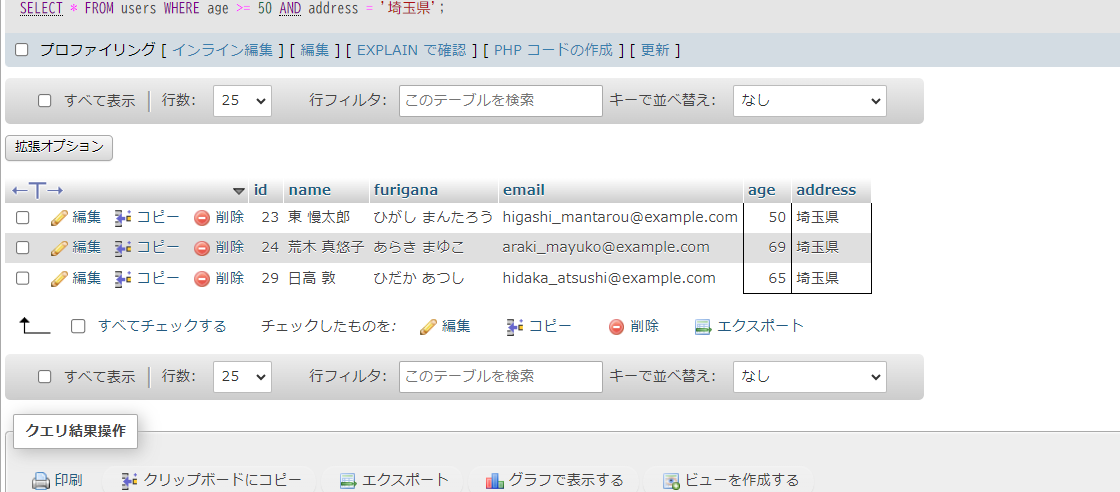 SELECT * FROM users WHERE age >= 50 AND address = '埼玉県';
プロファイリング [ インライン編集 ] [ 編集 ] [ EXPLAIN で確認 ] [ PHP コードの作成 ] [ 更新 ]
すべて表示 行数: 25 行フィルタ: このテーブルを検索 キーで並べ替え: なし
拡張オプション
←T→ id name furigana email age address
編集 コピー 削除 23 東 慢太郎 ひがし まんたろう higashi_mantarou@example.com 50 埼玉県
編集 コピー 削除 24 荒木 真悠子 あらき まゆこ araki_mayuko@example.com 69 埼玉県
編集 コピー 削除 29 日高 敦 ひだか あつし hidaka_atsushi@example.com 65 埼玉県
すべてチェックする チェックしたものを: 編集 コピー 削除 エクスポート
すべて表示 行数: 25 行フィルタ: このテーブルを検索 キーで並べ替え: なし
クエリ結果操作
印刷 クリップボードにコピー エクスポート グラフで表示する ビューを作成する